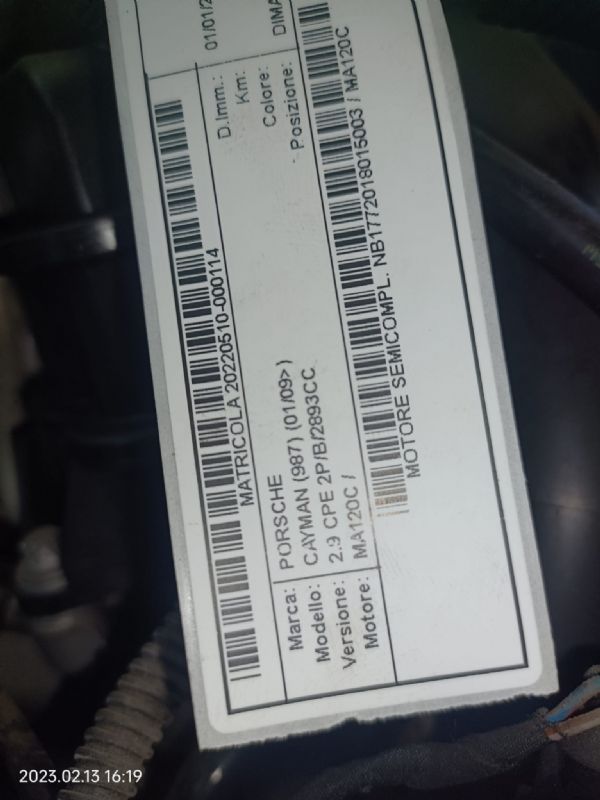 MATRICOLA 20220510-000114
Marca: PORSCHE
Modello: CAYMAN (987) (01/09>)
Versione: 2.9 CPE 2P/B/2893CC
Motore: MA120C /
D.Imm.: 01/01/2
Km:
Colore: DIMA
Posizione:
MOTORE SEMICOMPL. NB1772018015003 / MA120C
2023.02.13 16:19